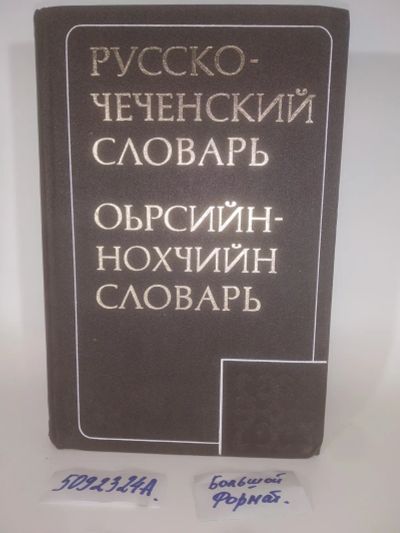 РУССКО-
ЧЕЧЕНСКИЙ
СЛОВАРЬ
ОЬРСИЙН-
НОХЧИЙН
СЛОВАРЬ
5092324А.
Большой
Формат.